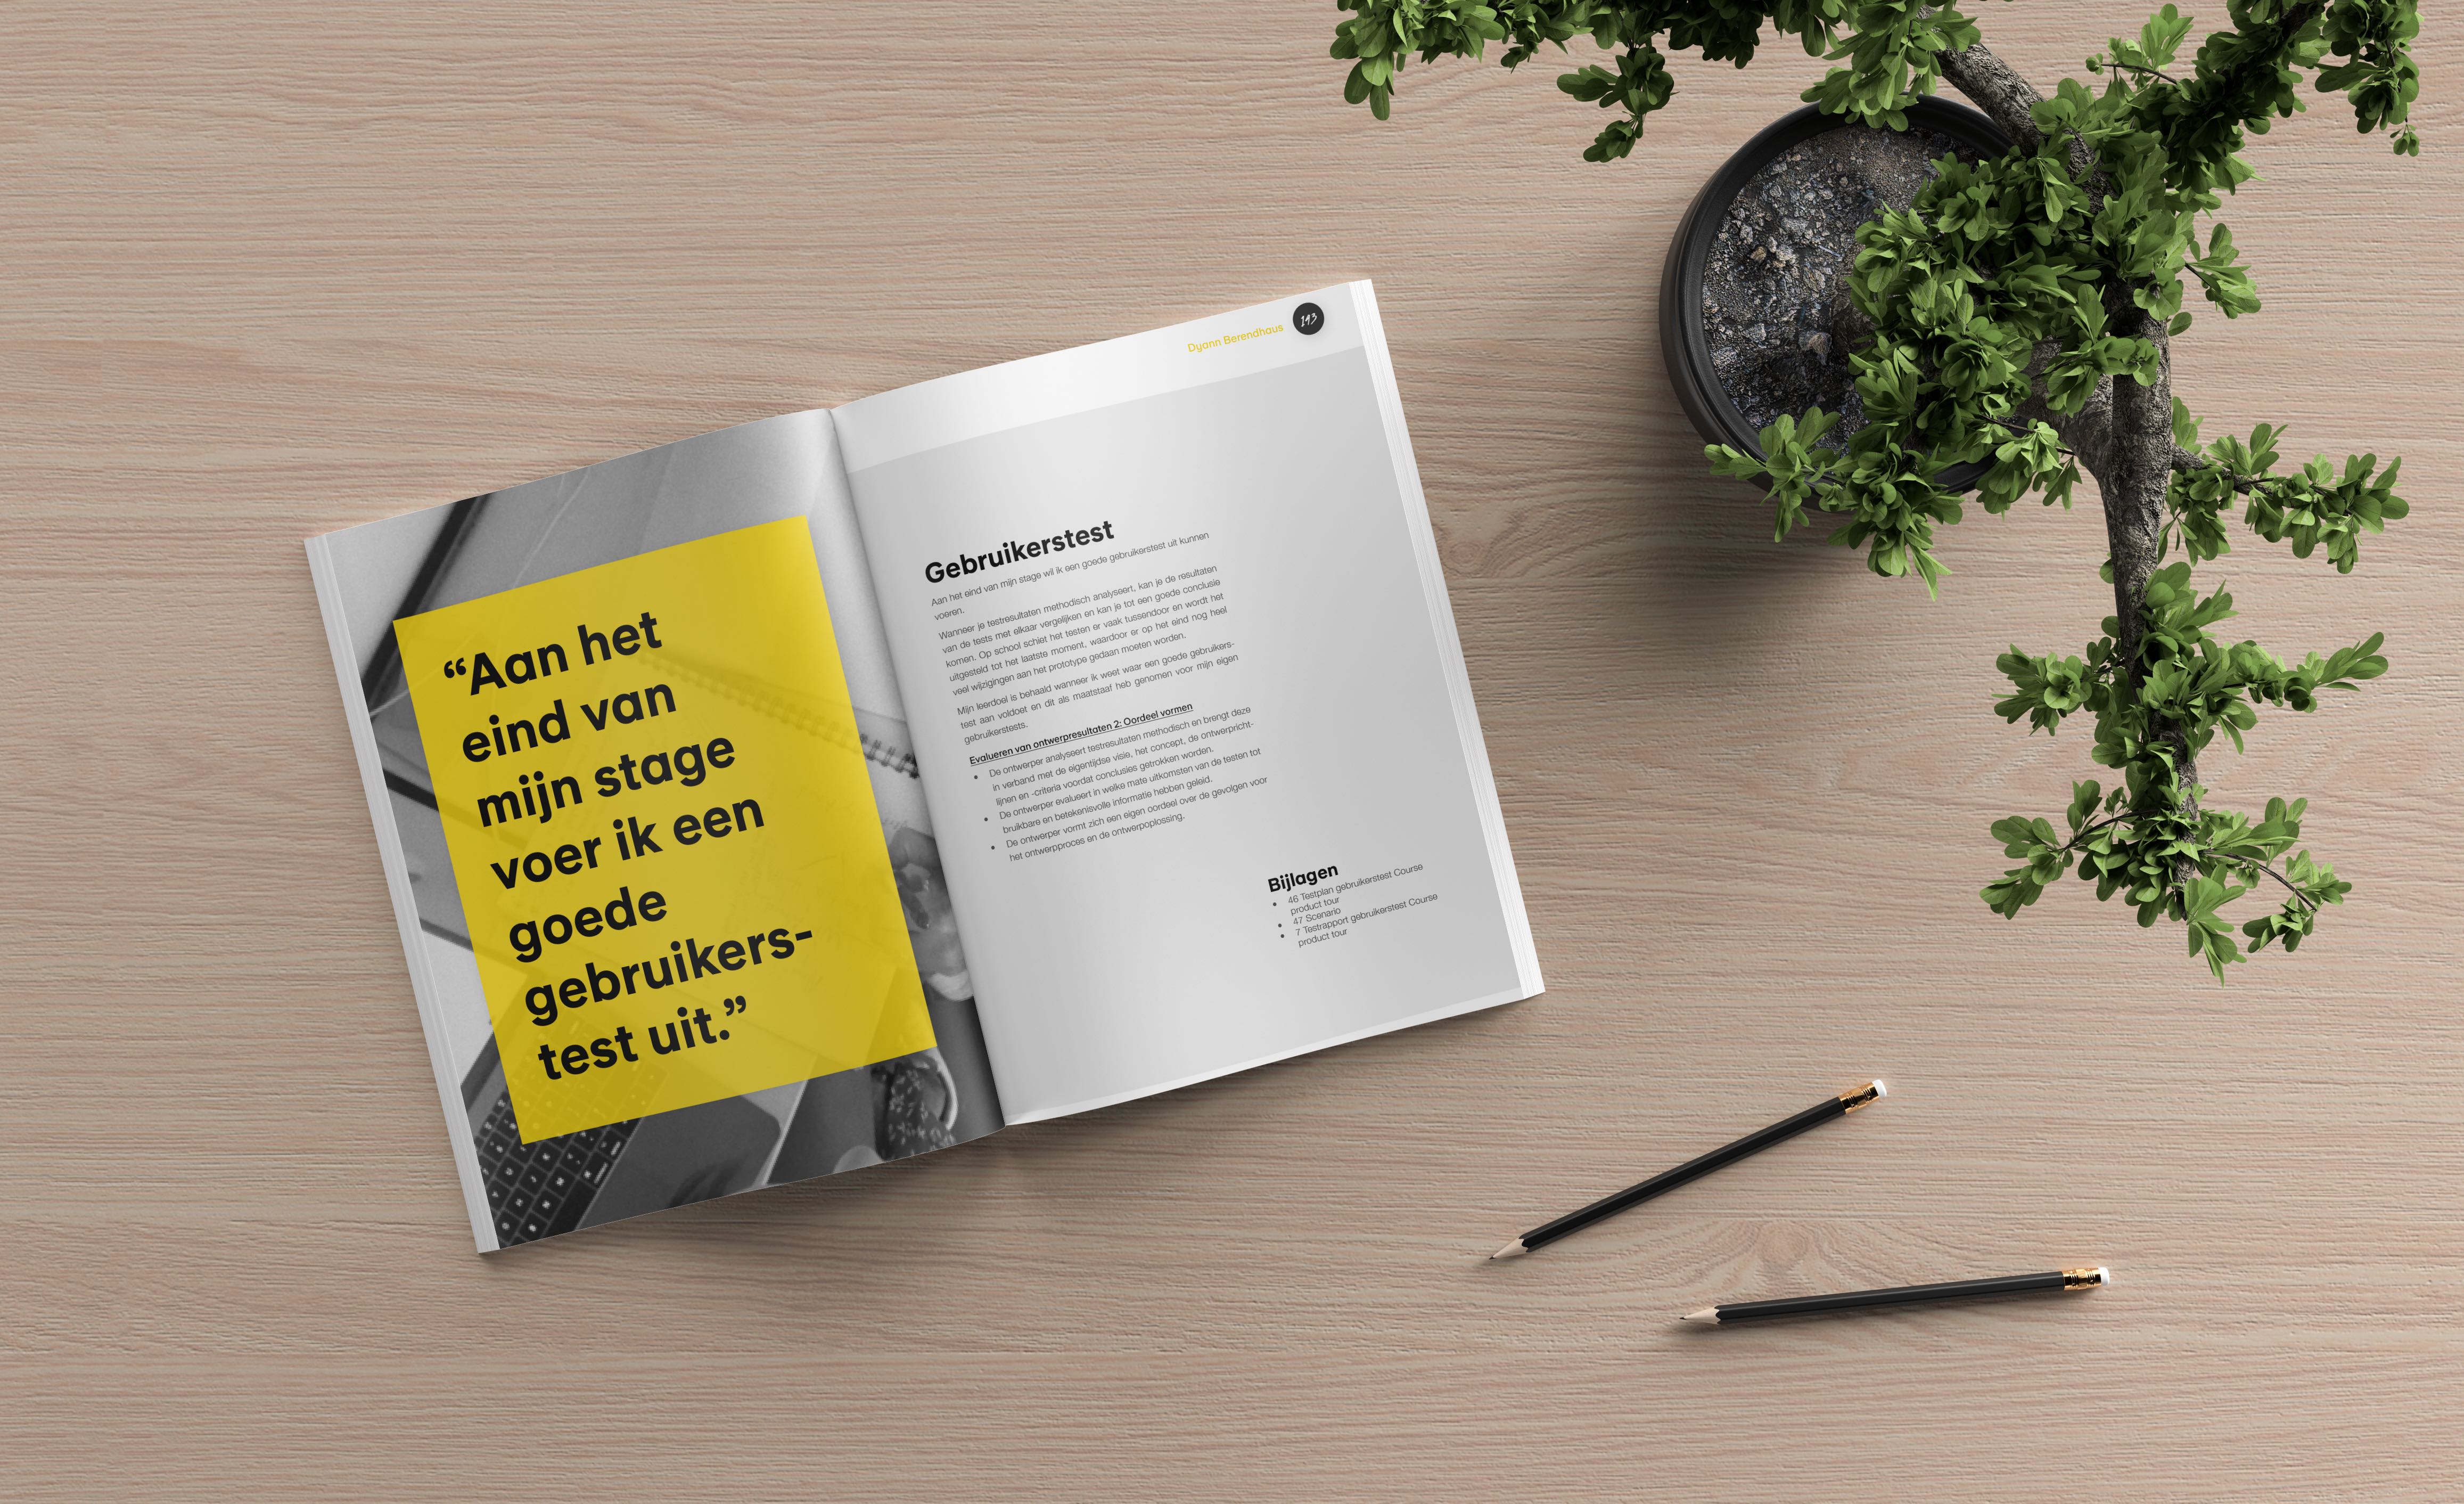 “Aan het
eind van
mijn stage
voer ik een
goede
gebruikers-
test uit.”
Dyann Berendhaus
193
Gebruikerstest
Aan het eind van mijn stage wil ik een goede gebruikerstest uit kunnen
voeren.
Wanneer je testresultaten methodisch analyseert, kan je de resultaten
van de tests met elkaar vergelijken en kan je tot een goede conclusie
komen. Op school schiet het testen er vaak tussendoor en wordt het
uitgesteld tot het laatste moment, waardoor er op het eind nog heel
veel wijzigingen aan het prototype gedaan moeten worden.
Mijn leerdoel is behaald wanneer ik weet waar een goede gebruikers-
test aan voldoet en dit als maatstaaf heb genomen voor mijn eigen
gebruikerstests.
Evalueren van ontwerpresultaten 2: Oordeel vormen
• De ontwerper analyseert testresultaten methodisch en brengt deze
in verband met de eigentijdse visie, het concept, de ontwerpricht-
lijnen en -criteria voordat conclusies getrokken worden.
• De ontwerper evalueert in welke mate uitkomsten van de testen tot
bruikbare en betekenisvolle informatie hebben geleid.
• De ontwerper vormt zich een eigen oordeel over de gevolgen voor
het ontwerpproces en de ontwerpoplossing.
Bijlagen
• 46 Testplan gebruikerstest Course
product tour
• 47 Scenario
• 7 Testrapport gebruikerstest Course
product tour